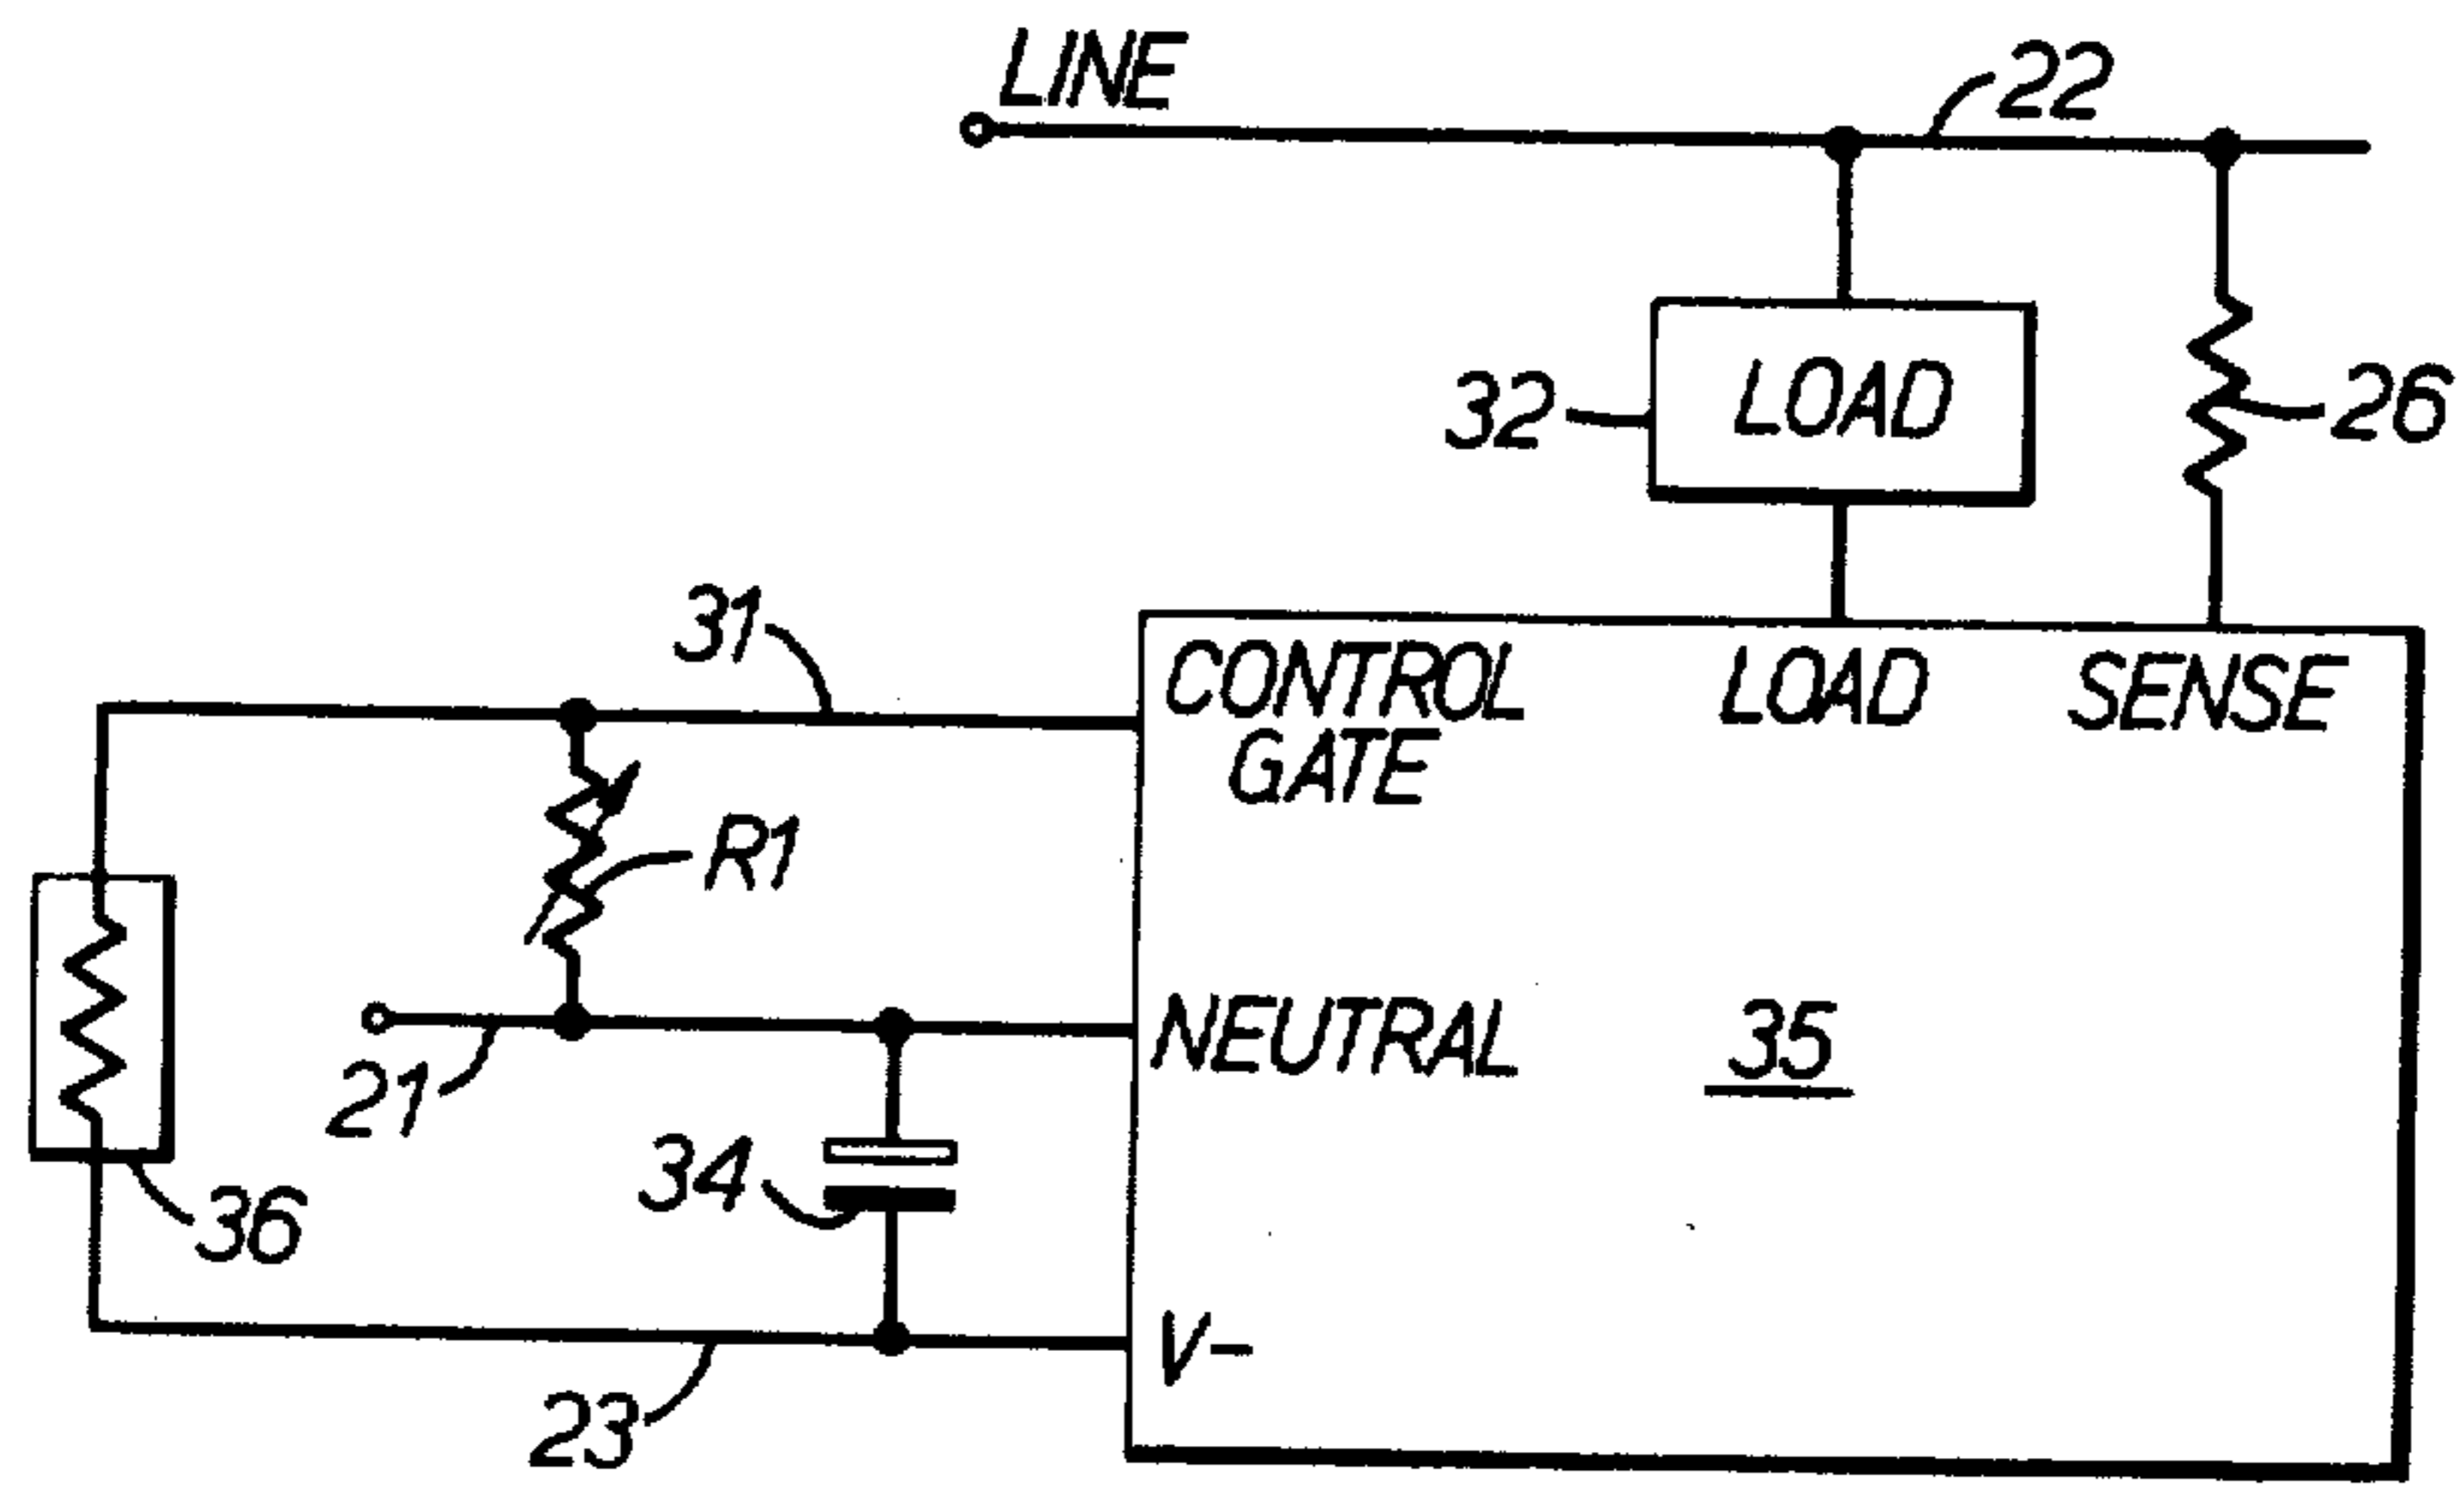 LINE
22
32
LOAD
26
31
CONTROL
GATE
LOAD
SENSE
R1
NEUTRAL
35
21
34
36
V-
23